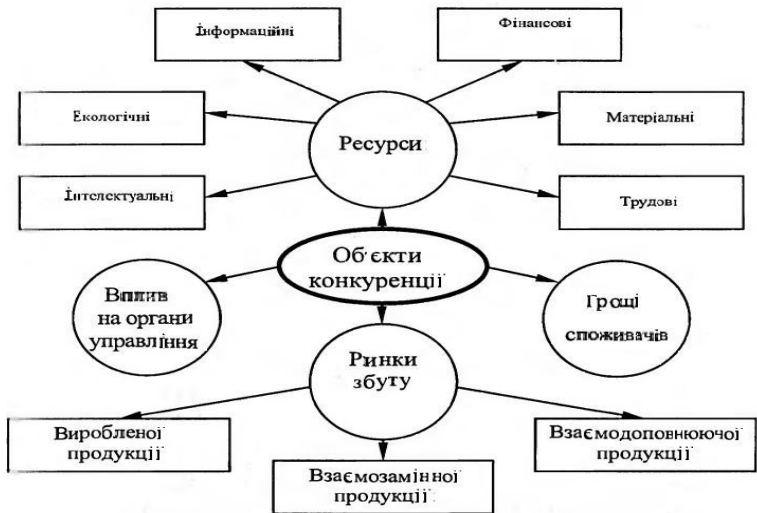 Інформаційні
Фінансові
Екологічні
Матеріальні
Ресурси
Інтелектуальні
Трудові
Об'єкти
конкуренції
Вплив
на органи
управління
Гроші
споживачів
Ринки
збуту
Виробленої
продукції
Взаємодоповнюючої
продукції
Взаємозамінної
продукції